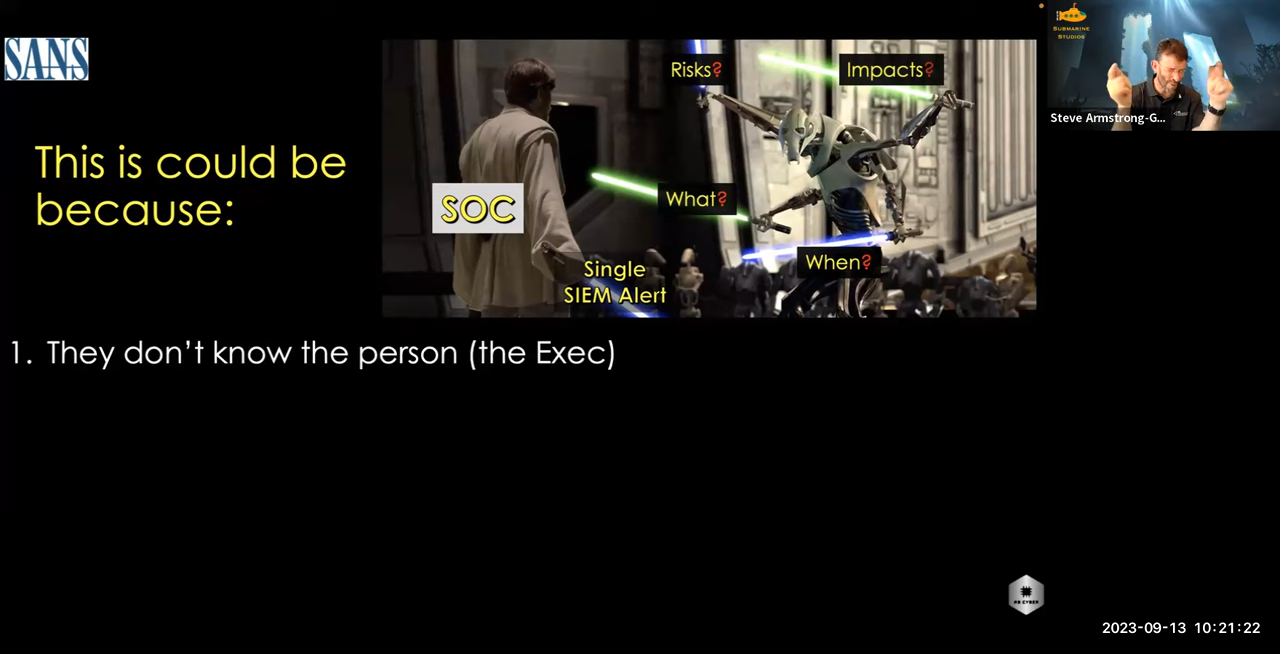 SANS
SUBMARINE
STUDIOS
Steve Armstrong-G...
This is could be
because:
Risks?
Impacts?
SOC
What?
When?
Single
SIEM Alert
1. They don't know the person (the Exec)
2023-09-13 10:21:22